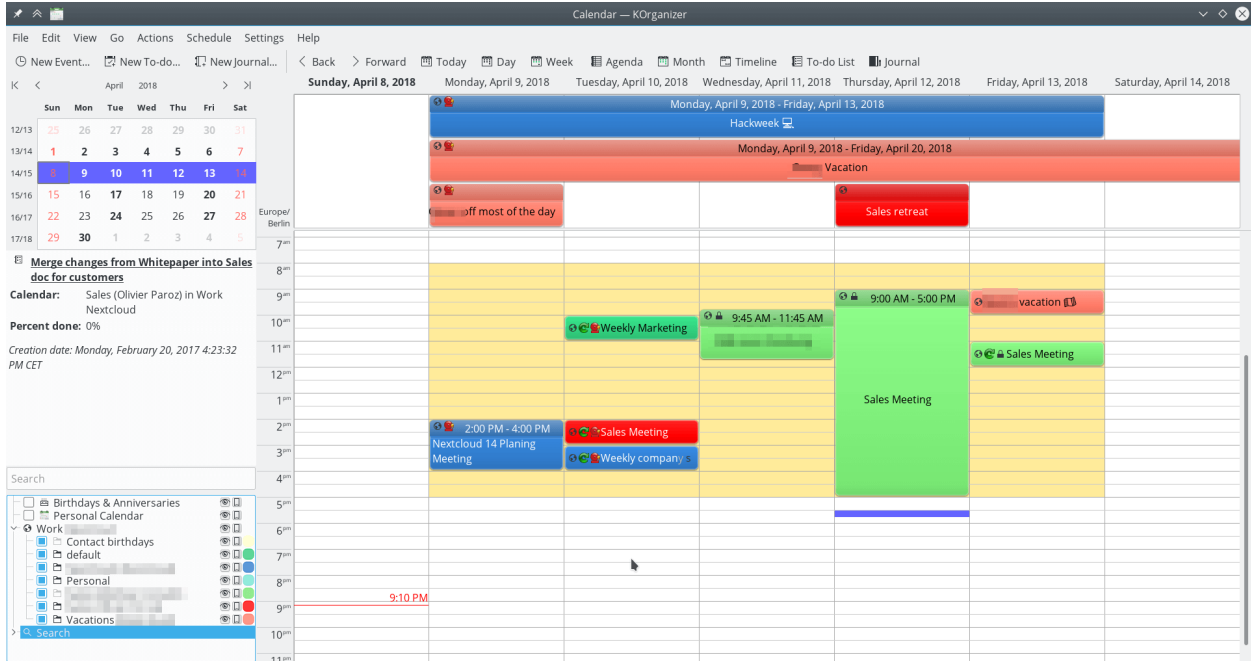 Calendar — KOrganizer
File Edit View Go Actions Schedule Settings Help
New Event... New To-do... New Journal... Back Forward Today Day Week Agenda Month Timeline To-do List Journal
April 2018
Sun Mon Tue Wed Thu Fri Sat
12/13 25 26 27 28 29 30 31
13/14 1 2 3 4 5 6 7
14/15 8 9 10 11 12 13 14
15/16 15 16 17 18 19 20 21
16/17 22 23 24 25 26 27 28
17/18 29 30 1 2 3 4 5
Merge changes from Whitepaper into Sales
doc for customers
Calendar: Sales (Olivier Paroz) in Work
Nextcloud
Percent done: 0%
Creation date: Monday, February 20, 2017 4:23:32
PM CET
Search
Birthdays & Anniversaries
Personal Calendar
Work
Contact birthdays
default
Personal
Vacations
Search
Sunday, April 8, 2018 Monday, April 9, 2018 Tuesday, April 10, 2018 Wednesday, April 11, 2018 Thursday, April 12, 2018 Friday, April 13, 2018 Saturday, April 14, 2018
Monday, April 9, 2018 - Friday, April 13, 2018
Hackweek
Monday, April 9, 2018 - Friday, April 20, 2018
Vacation
off most of the day
Sales retreat
Europe/
Berlin
7am
8am
9am
9:00 AM - 5:00 PM
vacation
10am
Weekly Marketing
9:45 AM - 11:45 AM
11am
Sales Meeting
12pm
1pm
Sales Meeting
2pm
2:00 PM - 4:00 PM
Nextcloud 14 Planing
Meeting
Sales Meeting
3pm
Weekly company s
4pm
5pm
6pm
7pm
8pm
9:10 PM
9pm
10pm
11pm